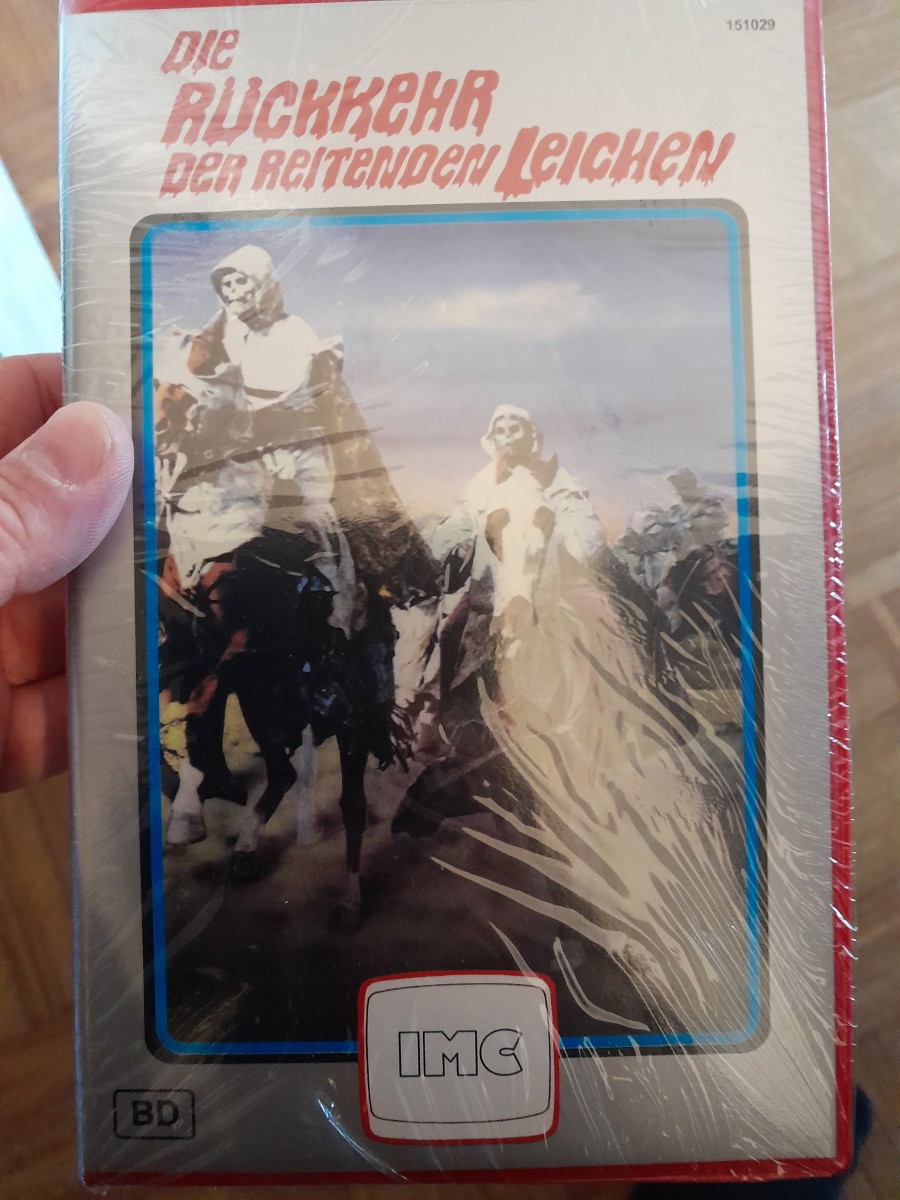 151029
DIE
RÜCKKEHR
DER REITENDEN LEICHEN
IMC
BD